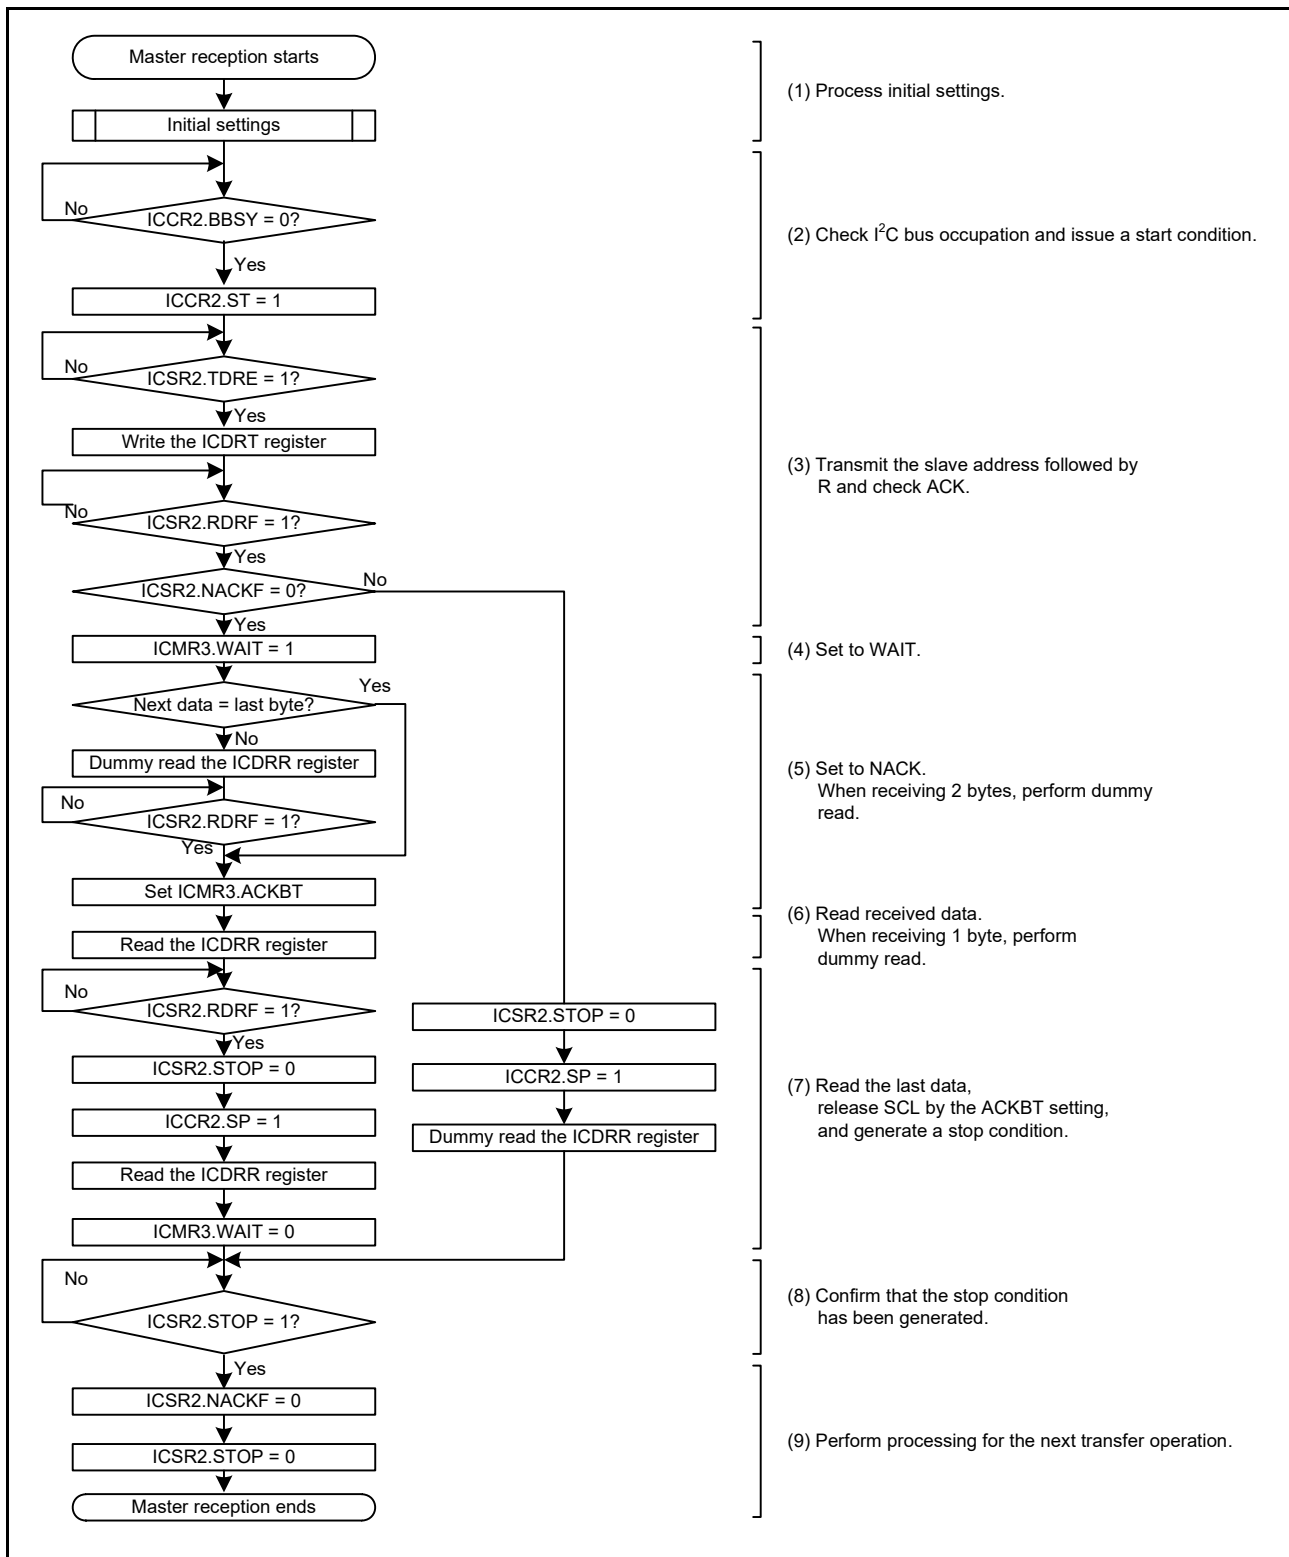 Master reception starts
(1) Process initial settings.
Initial settings
No
ICCR2.BBSY = 0?
(2) Check I²C bus occupation and issue a start condition.
Yes
ICCR2.ST = 1
No
ICSR2.TDRE = 1?
Yes
Write the ICDRT register
(3) Transmit the slave address followed by
R and check ACK.
No
ICSR2.RDRF = 1?
Yes
ICSR2.NACKF = 0?
No
Yes
ICMR3.WAIT = 1
(4) Set to WAIT.
Yes
Next data = last byte?
No
Dummy read the ICDRR register
(5) Set to NACK.
When receiving 2 bytes, perform dummy
read.
No
ICSR2.RDRF = 1?
Yes
Set ICMR3.ACKBT
(6) Read received data.
When receiving 1 byte, perform
dummy read.
Read the ICDRR register
No
ICSR2.RDRF = 1?
Yes
ICSR2.STOP = 0
ICSR2.STOP = 0
ICCR2.SP = 1
Dummy read the ICDRR register
(7) Read the last data,
release SCL by the ACKBT setting,
and generate a stop condition.
ICCR2.SP = 1
Read the ICDRR register
ICMR3.WAIT = 0
No
ICSR2.STOP = 1?
(8) Confirm that the stop condition
has been generated.
Yes
ICSR2.NACKF = 0
ICSR2.STOP = 0
(9) Perform processing for the next transfer operation.
Master reception ends